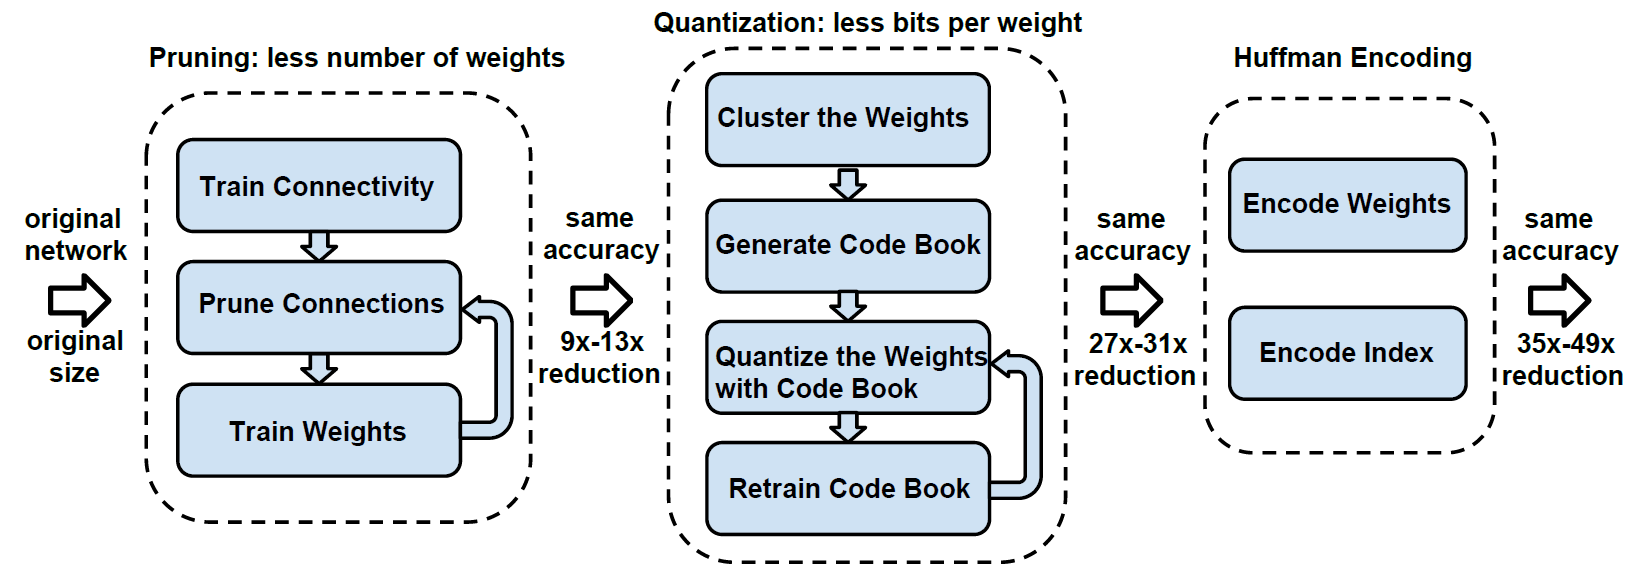 original
network
original
size
Pruning: less number of weights
Train Connectivity
Prune Connections
Train Weights
same
accuracy
9x-13x
reduction
Quantization: less bits per weight
Cluster the Weights
Generate Code Book
Quantize the Weights
with Code Book
Retrain Code Book
same
accuracy
27x-31x
reduction
Huffman Encoding
Encode Weights
Encode Index
same
accuracy
35x-49x
reduction